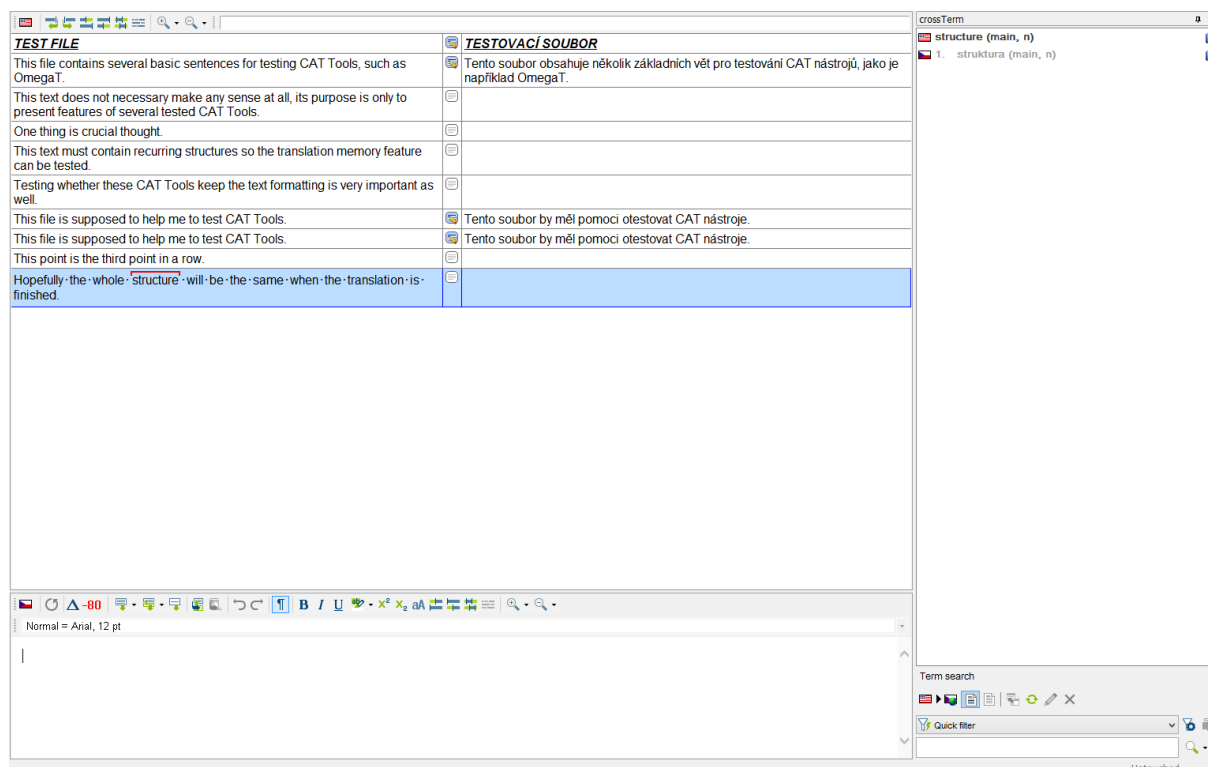 crossTerm
TEST FILE
TESTOVACÍ SOUBOR
This file contains several basic sentences for testing CAT Tools, such as
OmegaT.
Tento soubor obsahuje několik základních vět pro testování CAT nástrojů, jako je
například OmegaT.
This text does not necessary make any sense at all, its purpose is only to
present features of several tested CAT Tools.
One thing is crucial thought.
This text must contain recurring structures so the translation memory feature
can be tested.
Testing whether these CAT Tools keep the text formatting is very important as
well.
This file is supposed to help me to test CAT Tools.
Tento soubor by měl pomoci otestovat CAT nástroje.
This file is supposed to help me to test CAT Tools.
Tento soubor by měl pomoci otestovat CAT nástroje.
This point is the third point in a row.
Hopefully·the·whole·structure·will·be·the·same·when·the·translation·is·
finished.
structure (main, n)
1. struktura (main, n)
Δ -80 ¶ B I U x² x₂ aA
Normal = Arial, 12 pt
Term search
Quick filter